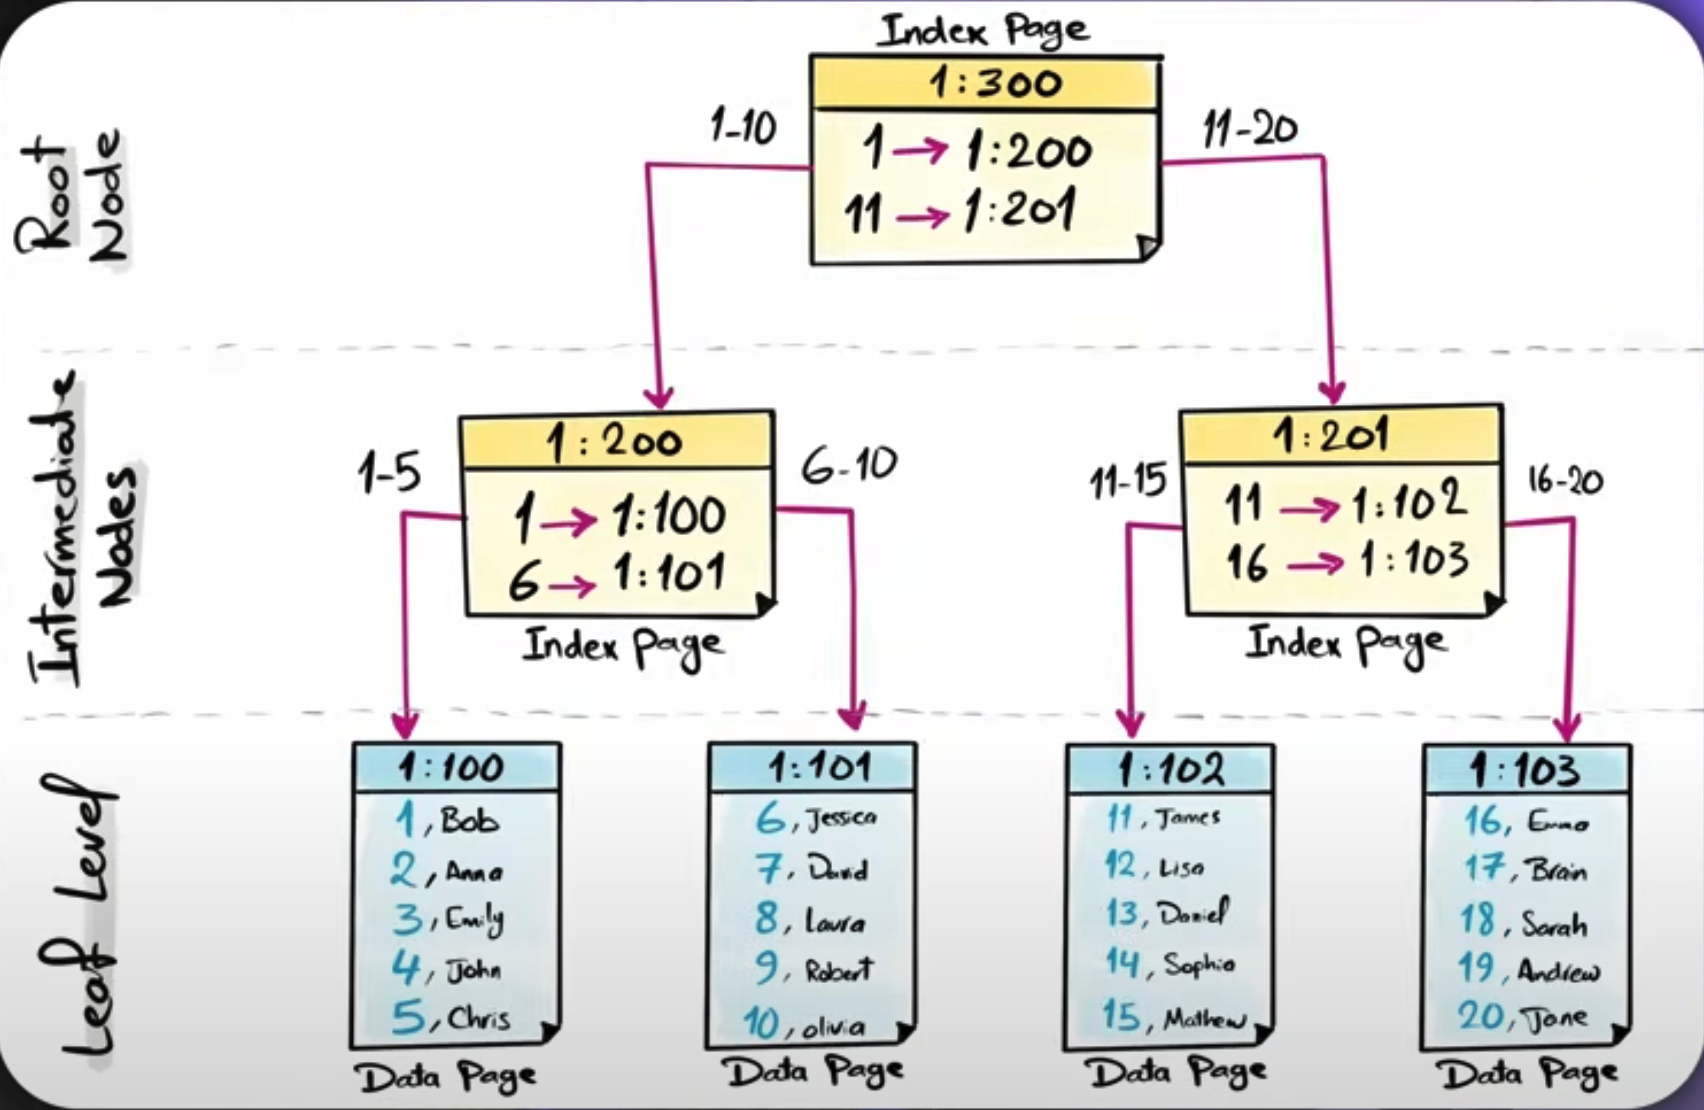 Index Page
1:300
1-10
11-20
1→1:200
11→1:201
Root
Node
1:200
1-5
6-10
1→1:100
6→1:101
Index Page
1:201
11-15
16-20
11→1:102
16→1:103
Index Page
Intermediate
Nodes
1:100
1, Bob
2, Anna
3, Emily
4, John
5, Chris
Data Page
1:101
6, Jessica
7, David
8, Laura
9, Robert
10, olivia
Data Page
1:102
11, James
12, Lisa
13, Daniel
14, Sophia
15, Mathew
Data Page
1:103
16, Emma
17, Brain
18, Sarah
19, Andrew
20, Jane
Data Page
Leaf Level